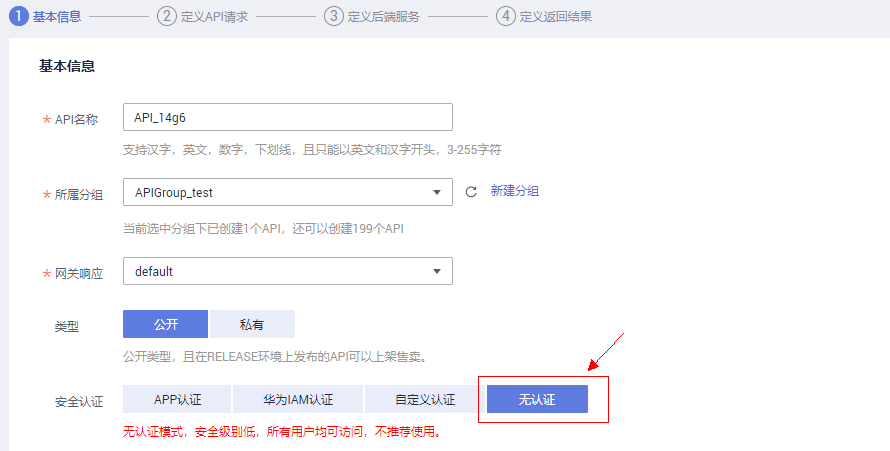 1 基本信息 2 定义API请求 3 定义后端服务 4 定义返回结果
基本信息
* API名称 API_14g6
支持汉字，英文，数字，下划线，且只能以英文和汉字开头，3-255字符
* 所属分组 APIGroup_test 新建分组
当前选中分组下已创建1个API，还可以创建199个API
* 网关响应 default
类型 公开 私有
公开类型，且在RELEASE环境上发布的API可以上架售卖。
安全认证 APP认证 华为IAM认证 自定义认证 无认证
无认证模式，安全级别低，所有用户均可访问，不推荐使用。